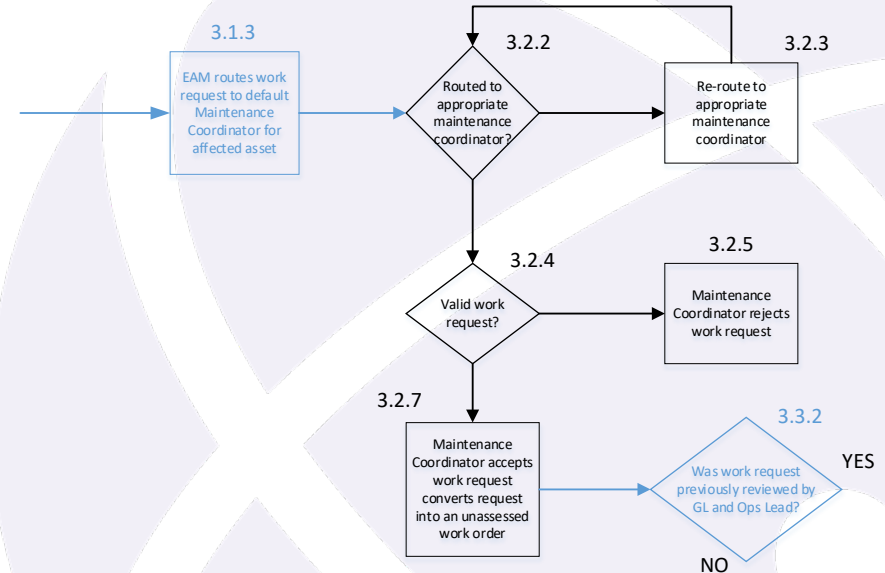 3.1.3
EAM routes work
request to default
Maintenance
Coordinator for
affected asset
3.2.2
Routed to
appropriate
maintenance
coordinator?
3.2.3
Re-route to
appropriate
maintenance
coordinator
3.2.4
Valid work
request?
3.2.5
Maintenance
Coordinator rejects
work request
3.2.7
Maintenance
Coordinator accepts
work request
converts request
into an unassessed
work order
3.3.2
Was work request
previously reviewed by
GL and Ops Lead?
YES
NO